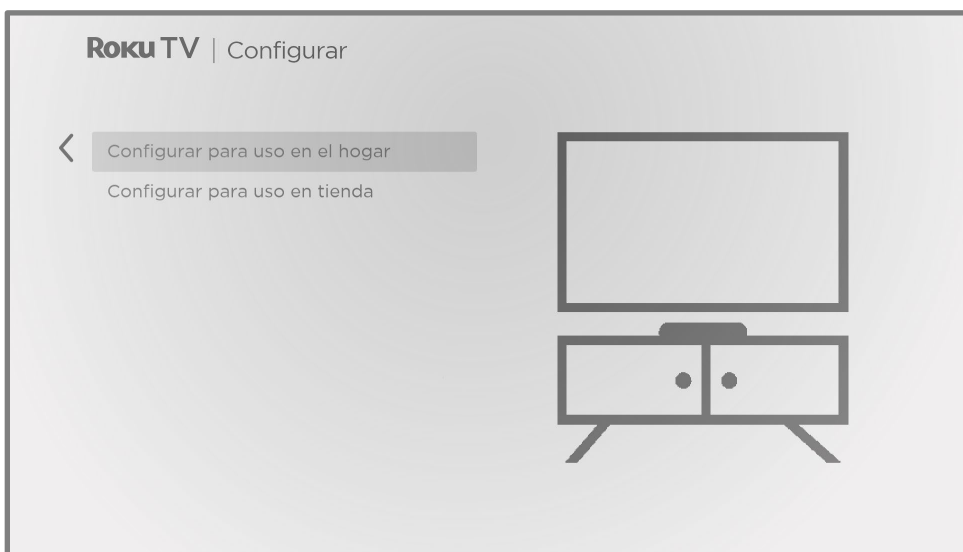 Roku TV | Configurar
Configurar para uso en el hogar
Configurar para uso en tienda